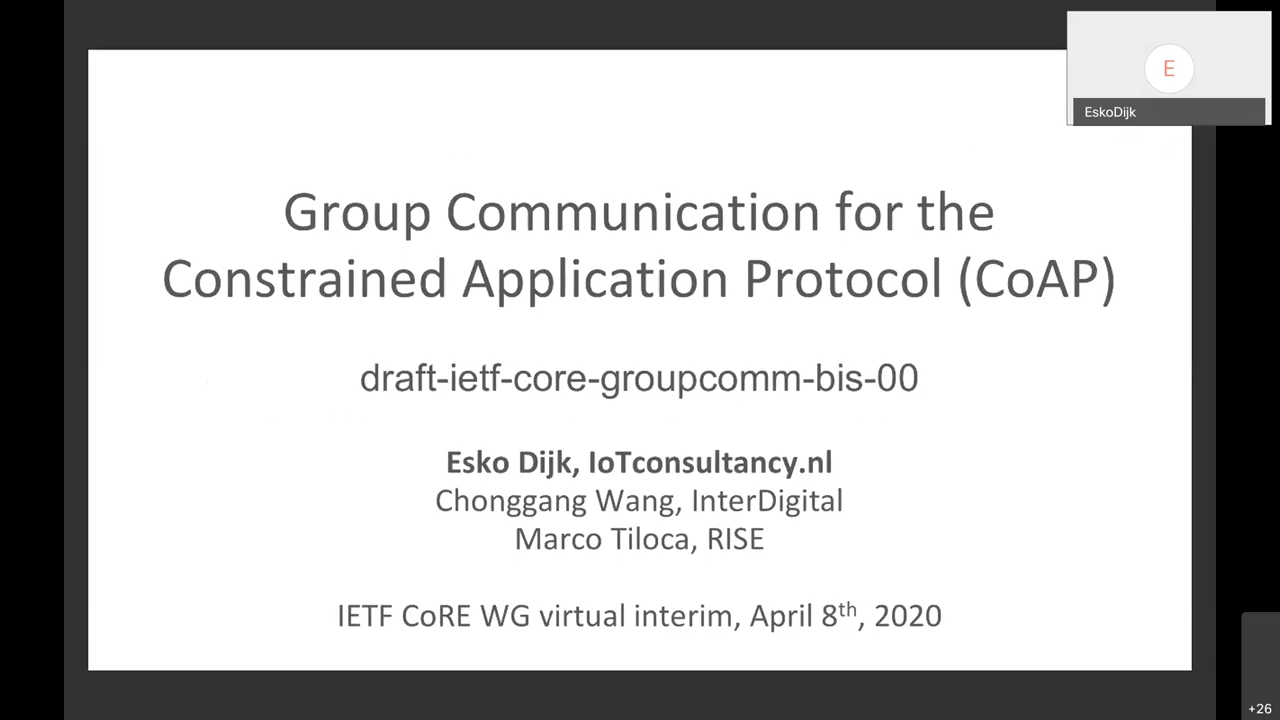 E
EskoDijk
Group Communication for the
Constrained Application Protocol (CoAP)
draft-ietf-core-groupcomm-bis-00
Esko Dijk, IoTconsultancy.nl
Chonggang Wang, InterDigital
Marco Tiloca, RISE
IETF CoRE WG virtual interim, April 8th, 2020
+26